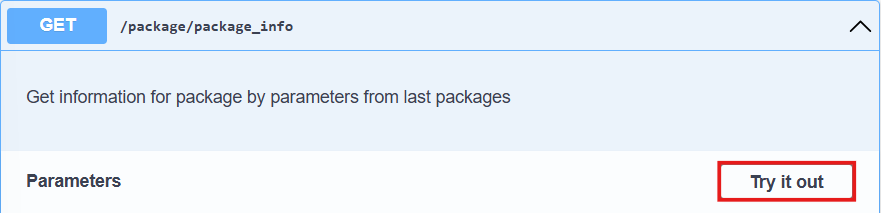 GET /package/package_info
Get information for package by parameters from last packages
Parameters Try it out